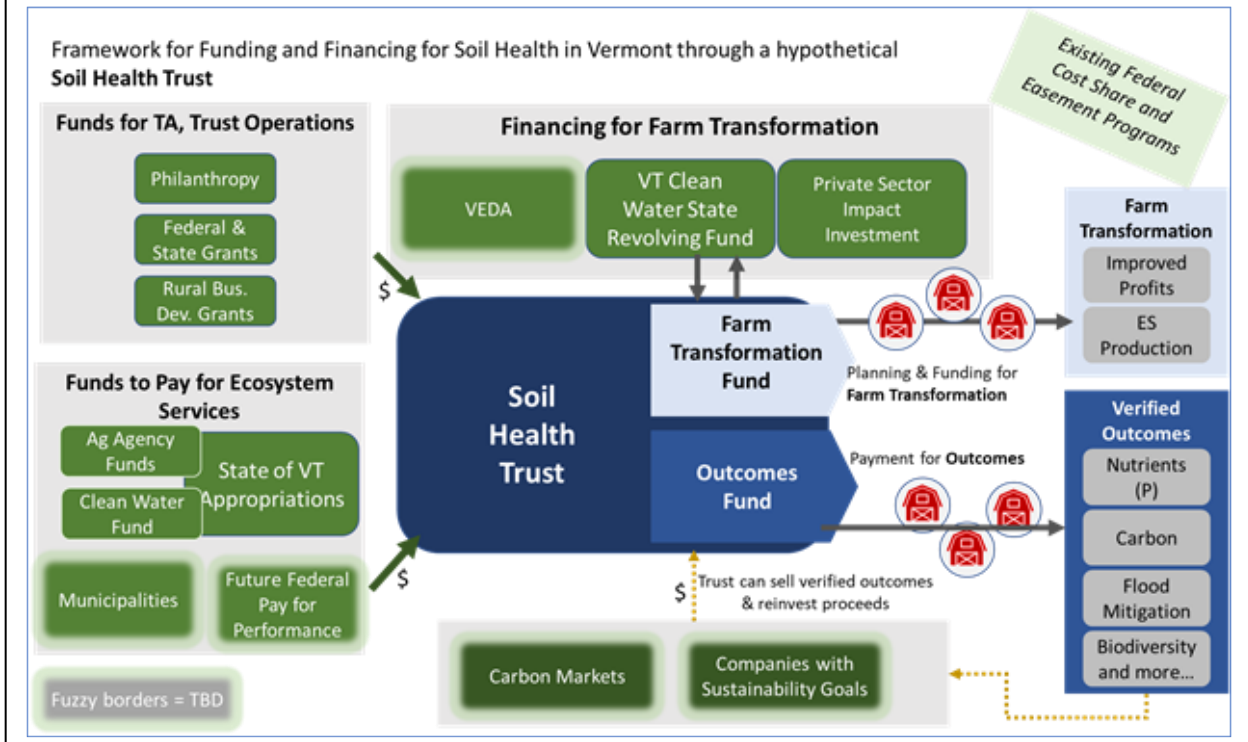 Framework for Funding and Financing for Soil Health in Vermont through a hypothetical
Soil Health Trust
Existing Federal
Cost Share and
Easement Programs
Funds for TA, Trust Operations
Philanthropy
Federal &
State Grants
Rural Bus.
Dev. Grants
$
Financing for Farm Transformation
VEDA
VT Clean
Water State
Revolving Fund
Private Sector
Impact
Investment
Farm
Transformation
Improved
Profits
ES
Production
Soil
Health
Trust
Farm
Transformation
Fund
Planning & Funding for
Farm Transformation
Outcomes
Fund
Payment for Outcomes
Funds to Pay for Ecosystem
Services
Ag Agency
Funds
Clean Water
Fund
State of VT
Appropriations
Municipalities
Future Federal
Pay for
Performance
$
Verified
Outcomes
Nutrients
(P)
Carbon
Flood
Mitigation
Biodiversity
and more...
$
Trust can sell verified outcomes
& reinvest proceeds
Carbon Markets
Companies with
Sustainability Goals
Fuzzy borders = TBD